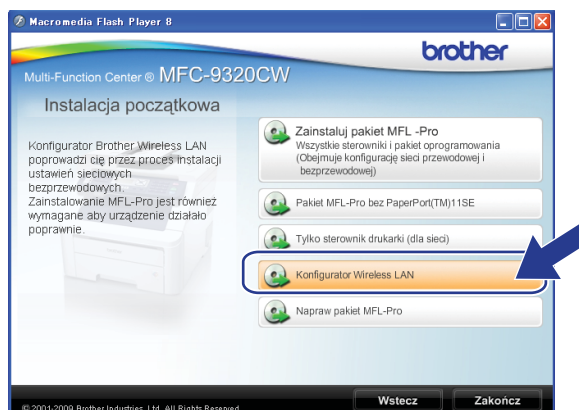 Macromedia Flash Player 8
brother
Multi-Function Center ® MFC-9320CW
Instalacja początkowa
Konfigurator Brother Wireless LAN
poprowadzi cię przez proces instalacji
ustawień sieciowych
bezprzewodowych.
Zainstalowanie MFL-Pro jest również
wymagane aby urządzenie działało
poprawnie.
Zainstaluj pakiet MFL -Pro
Wszystkie sterowniki i pakiet oprogramowania
(Obejmuje konfigurację sieci przewodowej i
bezprzewodowej)
Pakiet MFL-Pro bez PaperPort(TM)11SE
Tylko sterownik drukarki (dla sieci)
Konfigurator Wireless LAN
Napraw pakiet MFL-Pro
© 2001-2009 Brother Industries, Ltd. All Rights Reserved.
Wstecz
Zakończ